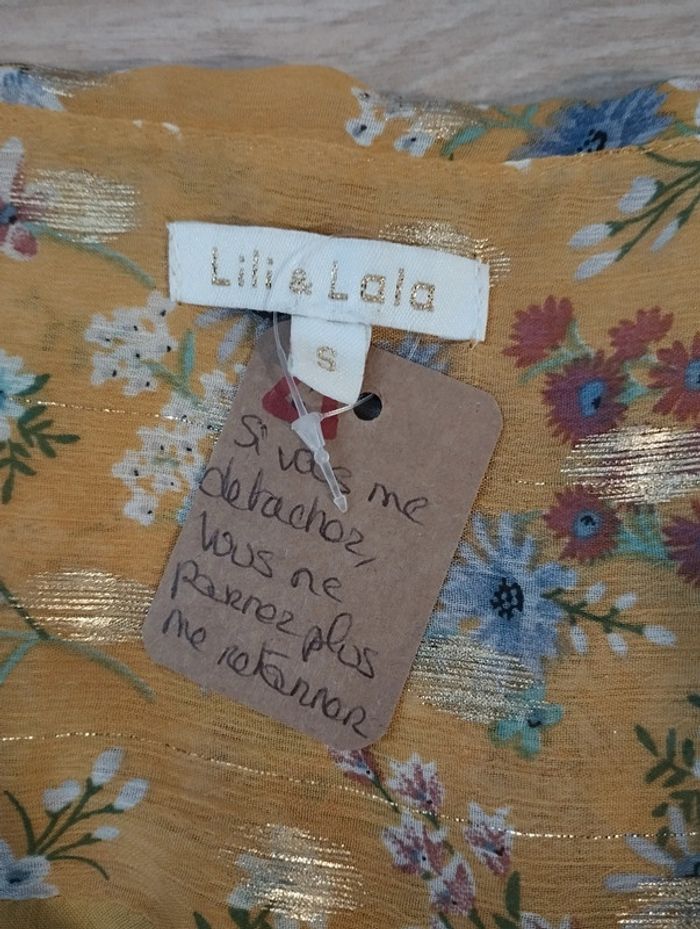 Lili & Lala
S
Si vous me
detachez,
vous ne
pourrez plus
me retourner